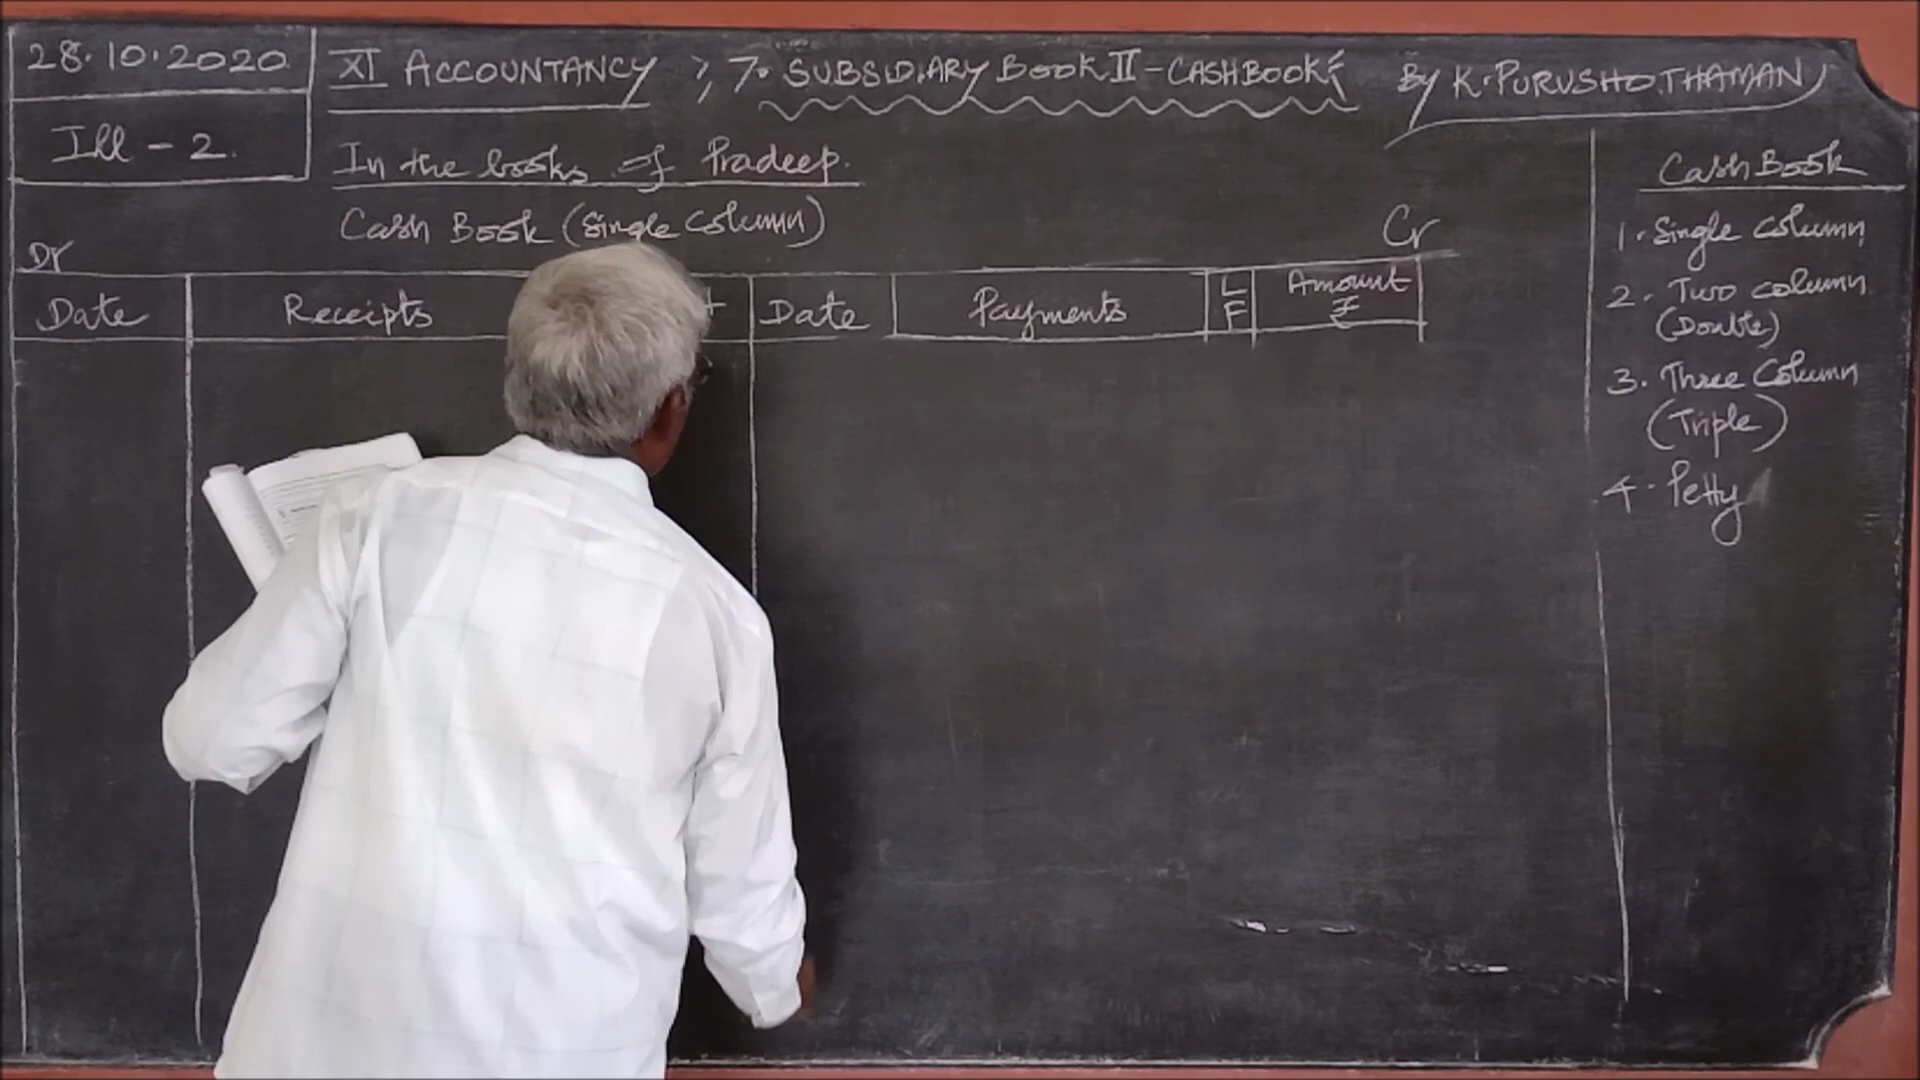 28.10.2020
XI ACCOUNTANCY ; 7. SUBSIDIARY BOOK II - CASHBOOK
By K. PURUSHOTHAMAN
Ill - 2.
In the books of Pradeep.
Cash Book (Single Column)
Dr
Cr
Date Receipts Date Payments L F Amount ₹
Cash Book
1. Single Column
2. Two column
(Double)
3. Three Column
(Triple)
4. Petty